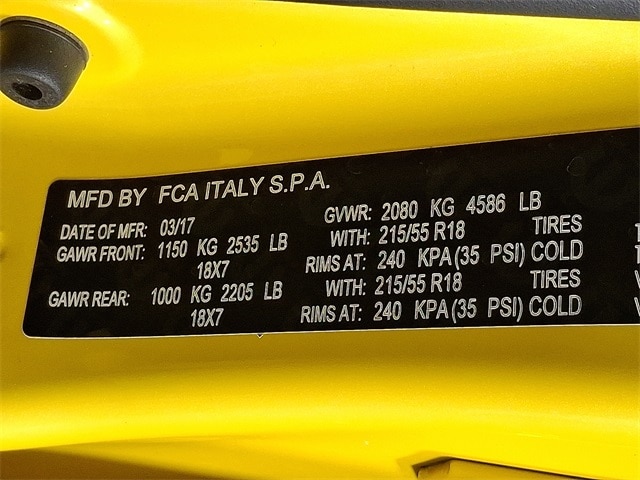 MFD BY FCA ITALY S.P.A.
DATE OF MFR: 03/17 GVWR: 2080 KG 4586 LB
GAWR FRONT: 1150 KG 2535 LB WITH: 215/55 R18 TIRES
18X7 RIMS AT: 240 KPA(35 PSI) COLD
GAWR REAR: 1000 KG 2205 LB WITH: 215/55 R18 TIRES
18X7 RIMS AT: 240 KPA(35 PSI) COLD